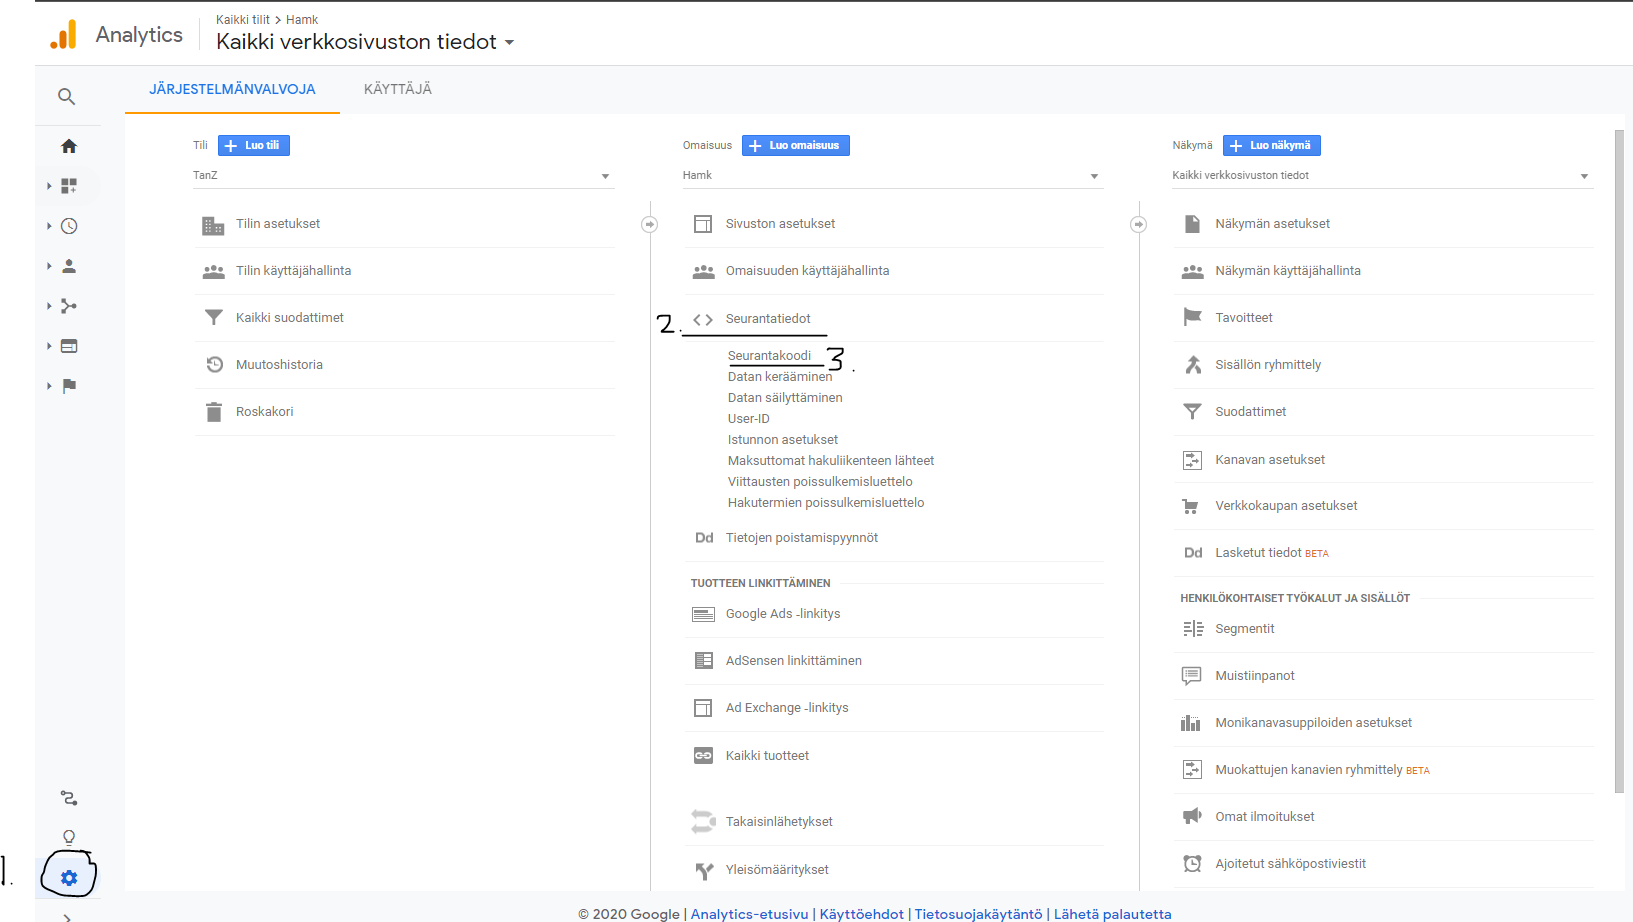 Kaikki tilit > Hamk
Analytics
Kaikki verkkosivuston tiedot
JÄRJESTELMÄNVALVOJA
KÄYTTÄJÄ
Tili
+ Luo tili
TanZ
Tilin asetukset
Tilin käyttäjähallinta
Kaikki suodattimet
Muutoshistoria
Roskakori
Omaisuus
+ Luo omaisuus
Hamk
Sivuston asetukset
Omaisuuden käyttäjähallinta
2. <> Seurantatiedot
Seurantakoodi 3.
Datan kerääminen
Datan säilyttäminen
User-ID
Istunnon asetukset
Maksuttomat hakuliikenteen lähteet
Viittausten poissulkemisluettelo
Hakutermien poissulkemisluettelo
Dd Tietojen poistamispyynnöt
TUOTTEEN LINKITTÄMINEN
Google Ads -linkitys
AdSensen linkittäminen
Ad Exchange -linkitys
Kaikki tuotteet
Takaisinlähetykset
Yleisömääritykset
Näkymä
+ Luo näkymä
Kaikki verkkosivuston tiedot
Näkymän asetukset
Näkymän käyttäjähallinta
Tavoitteet
Sisällön ryhmittely
Suodattimet
Kanavan asetukset
Verkkokaupan asetukset
Dd Lasketut tiedot BETA
HENKILÖKOHTAISET TYÖKALUT JA SISÄLLÖT
Segmentit
Muistiinpanot
Monikanavasuppiloiden asetukset
Muokattujen kanavien ryhmittely BETA
Omat ilmoitukset
Ajoitetut sähköpostiviestit
1.
© 2020 Google | Analytics-etusivu | Käyttöehdot | Tietosuojakäytäntö | Lähetä palautetta